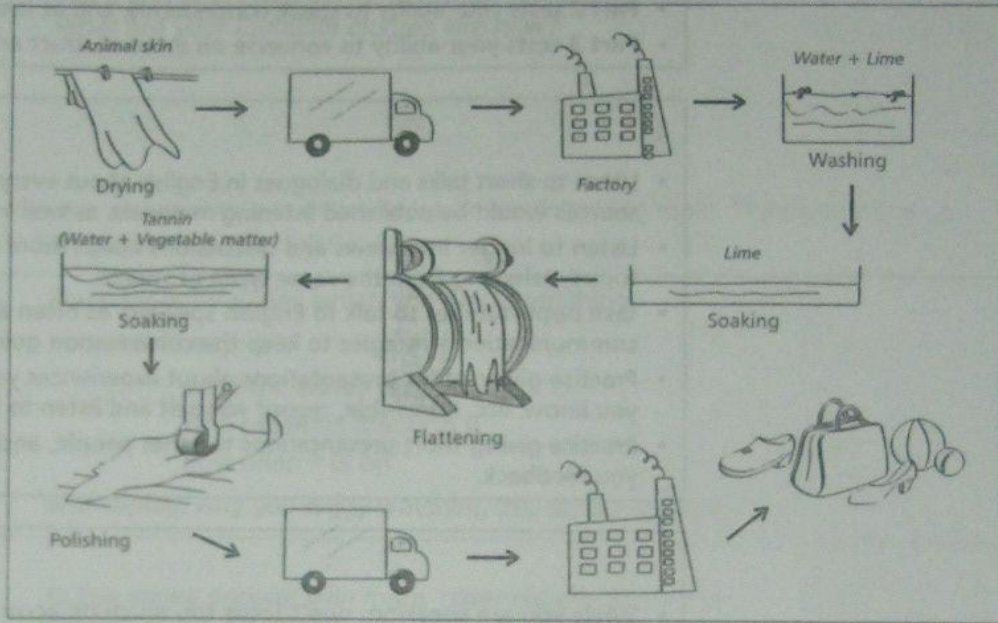 Animal skin
Drying
Factory
Water + Lime
Washing
Lime
Soaking
Flattening
Tannin
(Water + Vegetable matter)
Soaking
Polishing